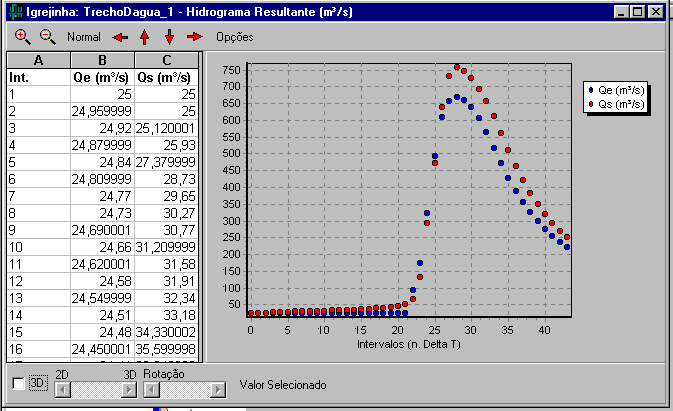 Igrejinha: TrechoDagua_1 - Hidrograma Resultante (m³/s)
Normal Opções
A B C
Int. Qe (m³/s) Qs (m³/s)
1 25 25
2 24,959999 25
3 24,92 25,120001
4 24,879999 25,93
5 24,84 27,379999
6 24,809999 28,73
7 24,77 29,65
8 24,73 30,27
9 24,690001 30,77
10 24,66 31,209999
11 24,620001 31,58
12 24,58 31,91
13 24,549999 32,34
14 24,51 33,18
15 24,48 34,330002
16 24,450001 35,599998
750
700
650
600
550
500
450
400
350
300
250
200
150
100
50
0 5 10 15 20 25 30 35 40
Intervalos (n. Delta T)
Qe (m³/s)
Qs (m³/s)
3D: 2D 3D Rotação Valor Selecionado